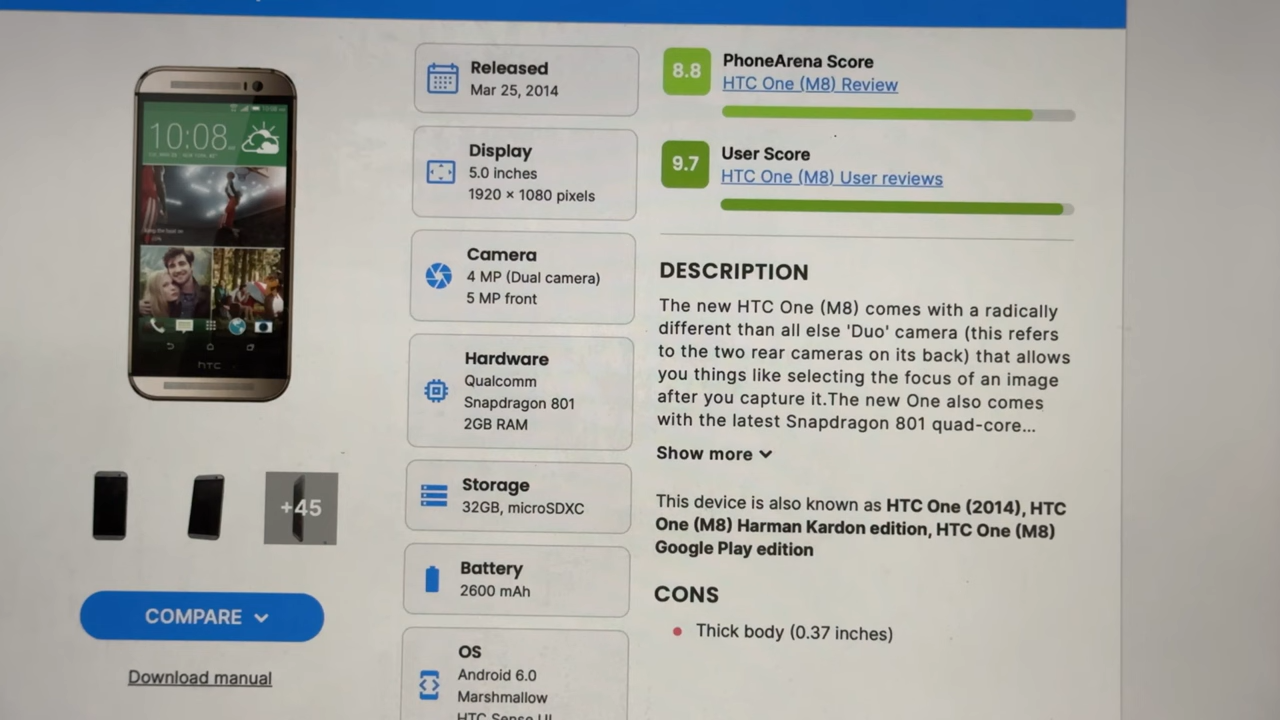 10:08
hTC
+45
COMPARE
Download manual
Released
Mar 25, 2014
Display
5.0 inches
1920 × 1080 pixels
Camera
4 MP (Dual camera)
5 MP front
Hardware
Qualcomm
Snapdragon 801
2GB RAM
Storage
32GB, microSDXC
Battery
2600 mAh
OS
Android 6.0
Marshmallow
HTC Sense UI
8.8
PhoneArena Score
HTC One (M8) Review
9.7
User Score
HTC One (M8) User reviews
DESCRIPTION
The new HTC One (M8) comes with a radically
different than all else 'Duo' camera (this refers
to the two rear cameras on its back) that allows
you things like selecting the focus of an image
after you capture it.The new One also comes
with the latest Snapdragon 801 quad-core...
Show more
This device is also known as HTC One (2014), HTC
One (M8) Harman Kardon edition, HTC One (M8)
Google Play edition
CONS
Thick body (0.37 inches)